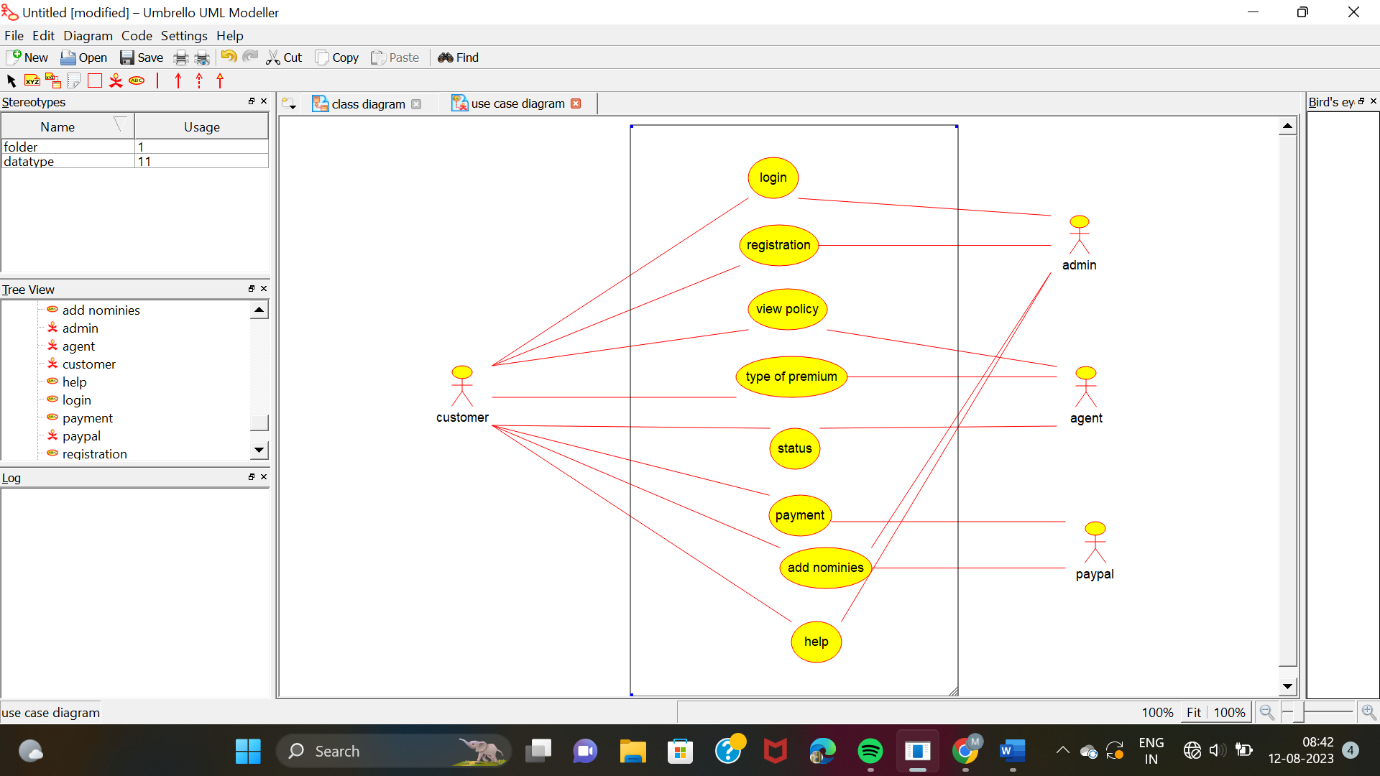 Untitled [modified] – Umbrello UML Modeller
File Edit Diagram Code Settings Help
New Open Save Cut Copy Paste Find
Stereotypes
Name Usage
folder 1
datatype 11
Tree View
add nominies
admin
agent
customer
help
login
payment
paypal
registration
Log
class diagram use case diagram
login
registration
view policy
type of premium
status
payment
add nominies
help
customer
admin
agent
paypal
Bird's ey
use case diagram
100% Fit 100%
Search
ENG
IN
08:42
12-08-2023
4